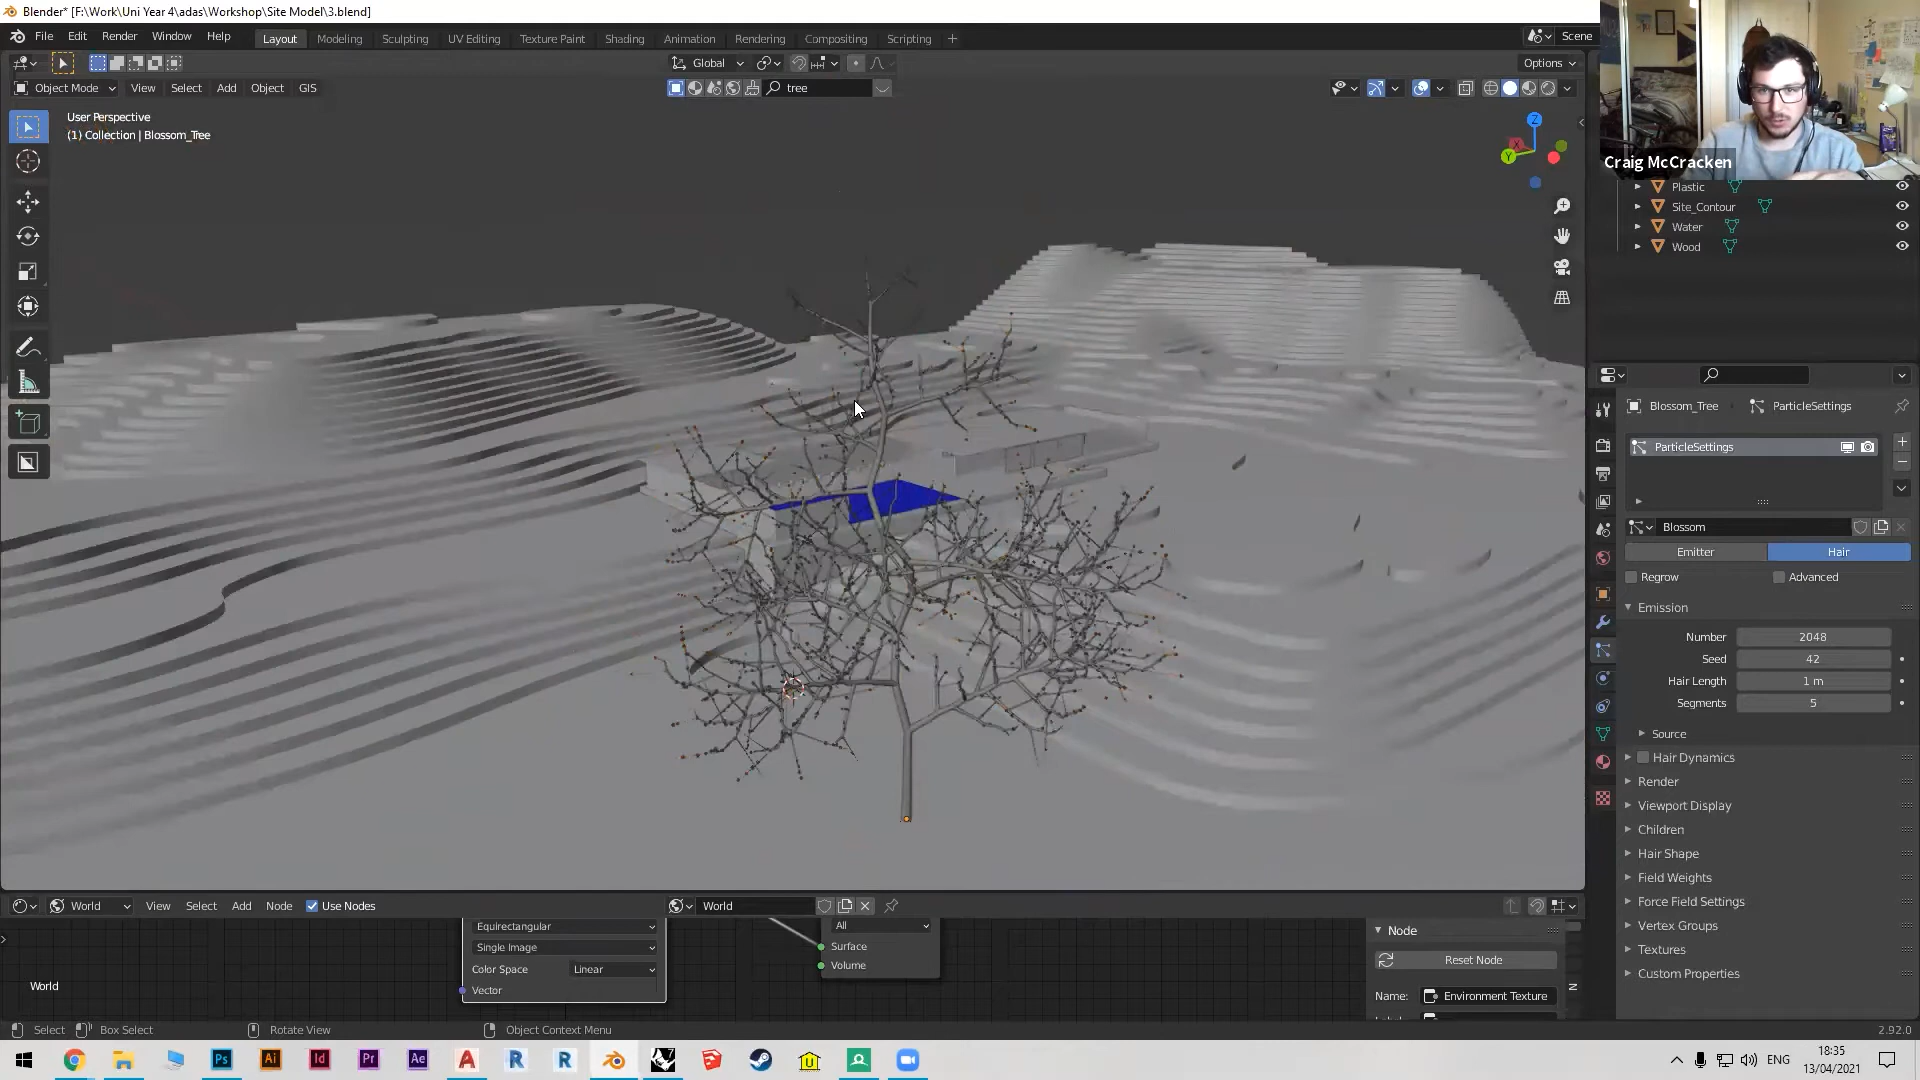 Blender* [F:\Work\Uni Year 4\adas\Workshop\Site Model\3.blend]
File Edit Render Window Help
Layout Modeling Sculpting UV Editing Texture Paint Shading Animation Rendering Compositing Scripting +
Scene
Global
Options
Object Mode View Select Add Object GIS
tree
User Perspective
(1) Collection | Blossom_Tree
Z
X
Y
Craig McCracken
Plastic
Site_Contour
Water
Wood
Blossom_Tree ParticleSettings
ParticleSettings
Blossom
Emitter Hair
Regrow Advanced
Emission
Number 2048
Seed 42
Hair Length 1 m
Segments 5
Source
Hair Dynamics
Render
Viewport Display
Children
Hair Shape
Field Weights
Force Field Settings
Vertex Groups
Textures
Custom Properties
World View Select Add Node Use Nodes World
Equirectangular
Single Image
Color Space Linear
Vector
All
Surface
Volume
Node
Reset Node
Name: Environment Texture
N
World
Select Box Select Rotate View Object Context Menu 2.92.0
Ps Ai Id Pr Ae A R R
ENG
18:35
13/04/2021